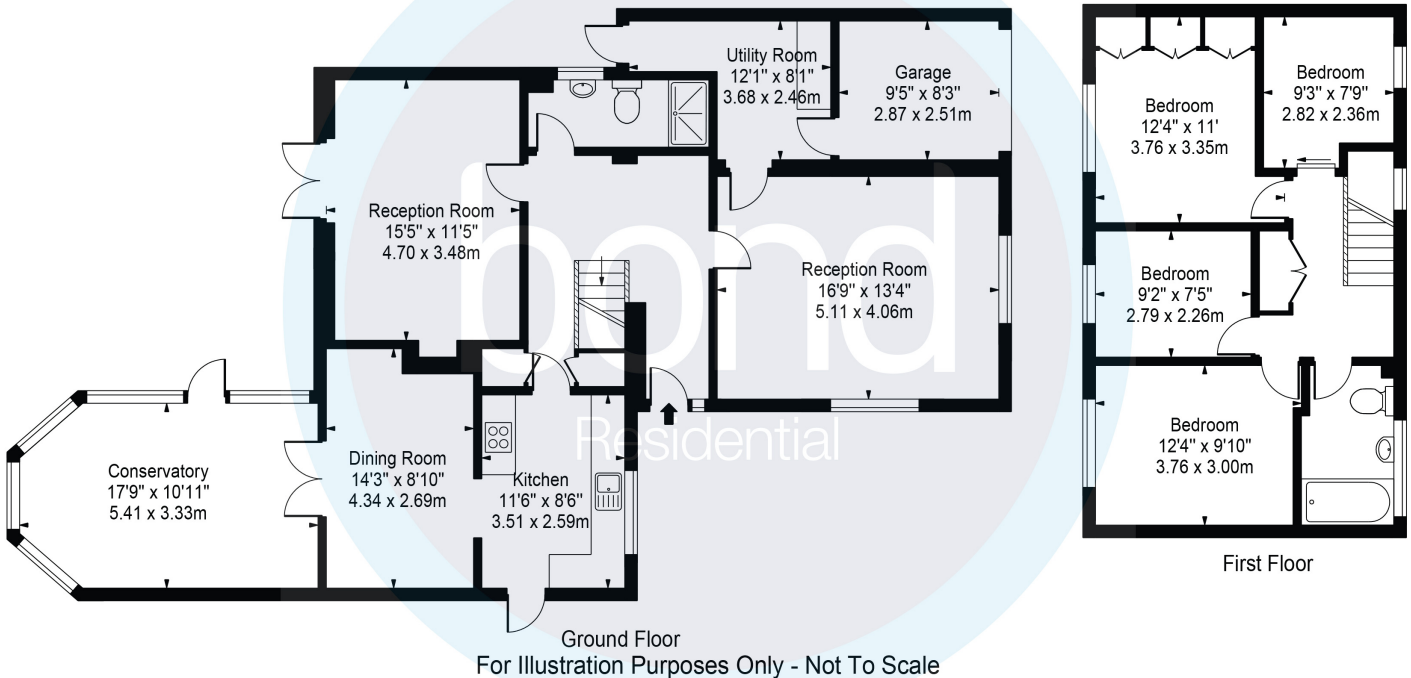 Utility Room
12'1" x 8'1"
3.68 x 2.46m
Garage
9'5" x 8'3"
2.87 x 2.51m
Reception Room
15'5" x 11'5"
4.70 x 3.48m
Reception Room
16'9" x 13'4"
5.11 x 4.06m
Conservatory
17'9" x 10'11"
5.41 x 3.33m
Dining Room
14'3" x 8'10"
4.34 x 2.69m
Kitchen
11'6" x 8'6"
3.51 x 2.59m
bond
Residential
Ground Floor
Bedroom
12'4" x 11'
3.76 x 3.35m
Bedroom
9'3" x 7'9"
2.82 x 2.36m
Bedroom
9'2" x 7'5"
2.79 x 2.26m
Bedroom
12'4" x 9'10"
3.76 x 3.00m
First Floor
For Illustration Purposes Only - Not To Scale